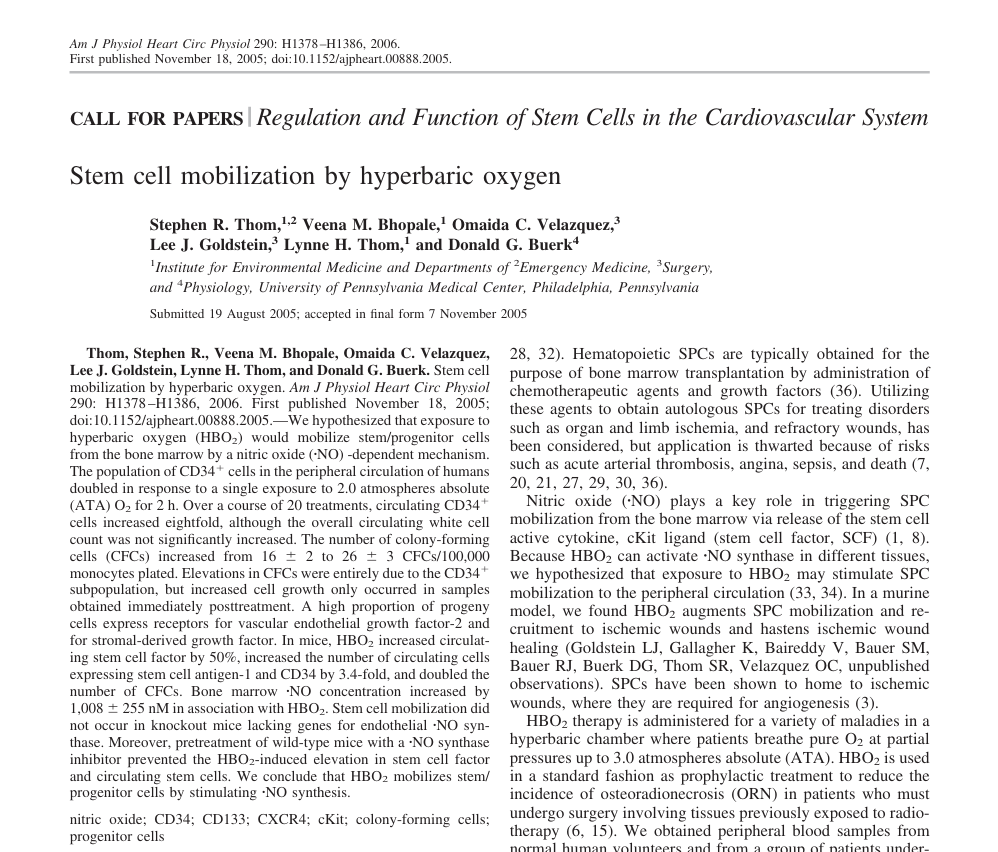 Am J Physiol Heart Circ Physiol 290: H1378–H1386, 2006.
First published November 18, 2005; doi:10.1152/ajpheart.00888.2005.
CALL FOR PAPERS | Regulation and Function of Stem Cells in the Cardiovascular System
Stem cell mobilization by hyperbaric oxygen
Stephen R. Thom,1,2 Veena M. Bhopale,1 Omaida C. Velazquez,3
Lee J. Goldstein,3 Lynne H. Thom,1 and Donald G. Buerk4
1Institute for Environmental Medicine and Departments of 2Emergency Medicine, 3Surgery,
and 4Physiology, University of Pennsylvania Medical Center, Philadelphia, Pennsylvania
Submitted 19 August 2005; accepted in final form 7 November 2005
Thom, Stephen R., Veena M. Bhopale, Omaida C. Velazquez,
Lee J. Goldstein, Lynne H. Thom, and Donald G. Buerk. Stem cell
mobilization by hyperbaric oxygen. Am J Physiol Heart Circ Physiol
290: H1378–H1386, 2006. First published November 18, 2005;
doi:10.1152/ajpheart.00888.2005.—We hypothesized that exposure to
hyperbaric oxygen (HBO2) would mobilize stem/progenitor cells
from the bone marrow by a nitric oxide (·NO) -dependent mechanism.
The population of CD34+ cells in the peripheral circulation of humans
doubled in response to a single exposure to 2.0 atmospheres absolute
(ATA) O2 for 2 h. Over a course of 20 treatments, circulating CD34+
cells increased eightfold, although the overall circulating white cell
count was not significantly increased. The number of colony-forming
cells (CFCs) increased from 16 ± 2 to 26 ± 3 CFCs/100,000
monocytes plated. Elevations in CFCs were entirely due to the CD34+
subpopulation, but increased cell growth only occurred in samples
obtained immediately posttreatment. A high proportion of progeny
cells express receptors for vascular endothelial growth factor-2 and
for stromal-derived growth factor. In mice, HBO2 increased circulat-
ing stem cell factor by 50%, increased the number of circulating cells
expressing stem cell antigen-1 and CD34 by 3.4-fold, and doubled the
number of CFCs. Bone marrow ·NO concentration increased by
1,008 ± 255 nM in association with HBO2. Stem cell mobilization did
not occur in knockout mice lacking genes for endothelial ·NO syn-
thase. Moreover, pretreatment of wild-type mice with a ·NO synthase
inhibitor prevented the HBO2-induced elevation in stem cell factor
and circulating stem cells. We conclude that HBO2 mobilizes stem/
progenitor cells by stimulating ·NO synthesis.
nitric oxide; CD34; CD133; CXCR4; cKit; colony-forming cells;
progenitor cells
28, 32). Hematopoietic SPCs are typically obtained for the
purpose of bone marrow transplantation by administration of
chemotherapeutic agents and growth factors (36). Utilizing
these agents to obtain autologous SPCs for treating disorders
such as organ and limb ischemia, and refractory wounds, has
been considered, but application is thwarted because of risks
such as acute arterial thrombosis, angina, sepsis, and death (7,
20, 21, 27, 29, 30, 36).
Nitric oxide (·NO) plays a key role in triggering SPC
mobilization from the bone marrow via release of the stem cell
active cytokine, cKit ligand (stem cell factor, SCF) (1, 8).
Because HBO2 can activate ·NO synthase in different tissues,
we hypothesized that exposure to HBO2 may stimulate SPC
mobilization to the peripheral circulation (33, 34). In a murine
model, we found HBO2 augments SPC mobilization and re-
cruitment to ischemic wounds and hastens ischemic wound
healing (Goldstein LJ, Gallagher K, Baireddy V, Bauer SM,
Bauer RJ, Buerk DG, Thom SR, Velazquez OC, unpublished
observations). SPCs have been shown to home to ischemic
wounds, where they are required for angiogenesis (3).
HBO2 therapy is administered for a variety of maladies in a
hyperbaric chamber where patients breathe pure O2 at partial
pressures up to 3.0 atmospheres absolute (ATA). HBO2 is used
in a standard fashion as prophylactic treatment to reduce the
incidence of osteoradionecrosis (ORN) in patients who must
undergo surgery involving tissues previously exposed to radio-
therapy (6, 15). We obtained peripheral blood samples from
normal human volunteers and from a group of patients under-